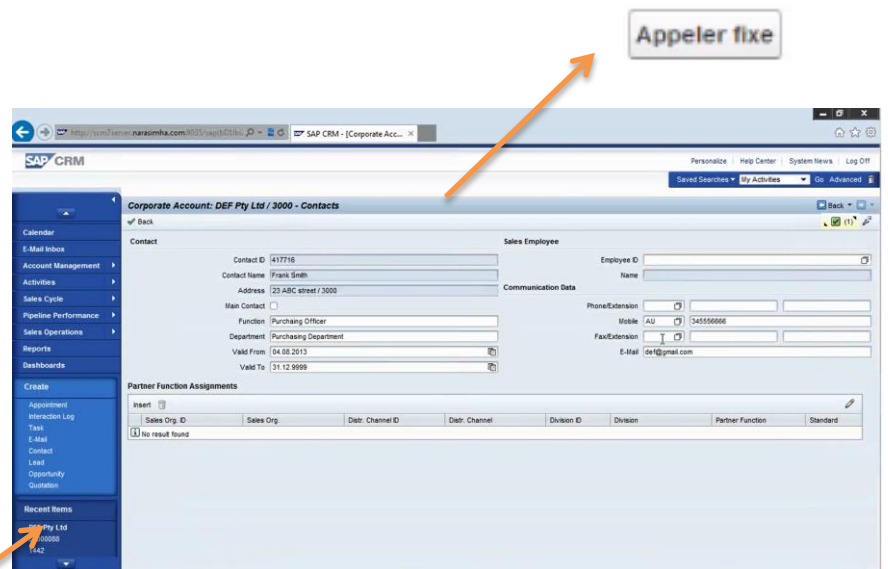 Appeler fixe
SAP CRM - [Corporate Acc... ×
SAP CRM
Personalize Help Center System News Log Off
Saved Searches My Activities Go Advanced
Corporate Account: DEF Pty Ltd / 3000 - Contacts
Back
Back
(1)
Calendar
E-Mail Inbox
Account Management
Activities
Sales Cycle
Pipeline Performance
Sales Operations
Reports
Dashboards
Create
Appointment
Interaction Log
Task
E-Mail
Contact
Lead
Opportunity
Quotation
Recent Items
Pty Ltd
1442
Contact
Contact ID 417716
Contact Name Frank Smith
Address 23 ABC street / 3000
Main Contact
Function Purchaing Officer
Department Purchasing Department
Valid From 04.08.2013
Valid To 31.12.9999
Sales Employee
Employee ID
Name
Communication Data
Phone/Extension
Mobile AU 345556666
Fax/Extension
E-Mail def@gmail.com
Partner Function Assignments
Insert
Sales Org. ID Sales Org. Distr. Channel ID Distr. Channel Division ID Division Partner Function Standard
No result found